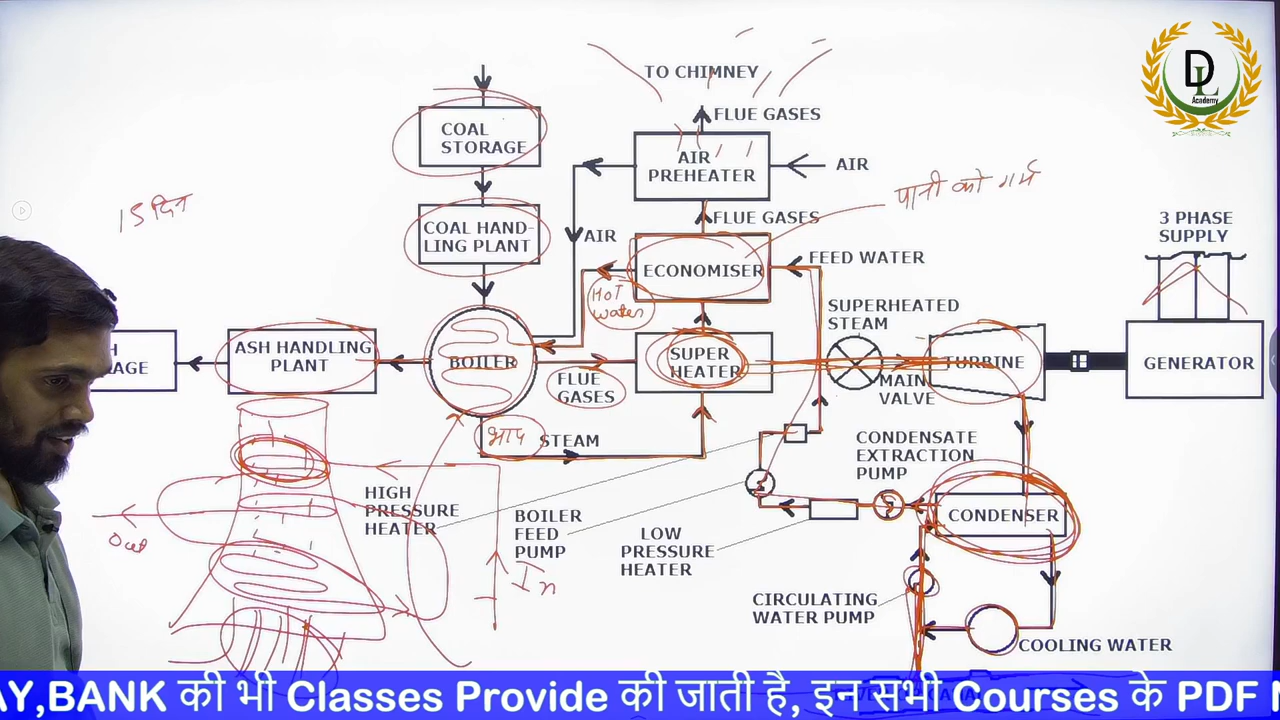 TO CHIMNEY
FLUE GASES
COAL
STORAGE
AIR
PREHEATER
AIR
D
L
Academy
15 दिन
पानी को गर्म
COAL HAND-
LING PLANT
AIR
FLUE GASES
ECONOMISER
FEED WATER
3 PHASE
SUPPLY
HOT
water
SUPERHEATED
STEAM
ASH HANDLING
PLANT
BOILER
FLUE
GASES
SUPER
HEATER
MAIN
VALVE
TURBINE
GENERATOR
भाप
STEAM
CONDENSATE
EXTRACTION
PUMP
HIGH
PRESSURE
HEATER
BOILER
FEED
PUMP
LOW
PRESSURE
HEATER
CONDENSER
Out
In
CIRCULATING
WATER PUMP
COOLING WATER
AY,BANK की भी Classes Provide की जाती है, इन सभी Courses के PDF